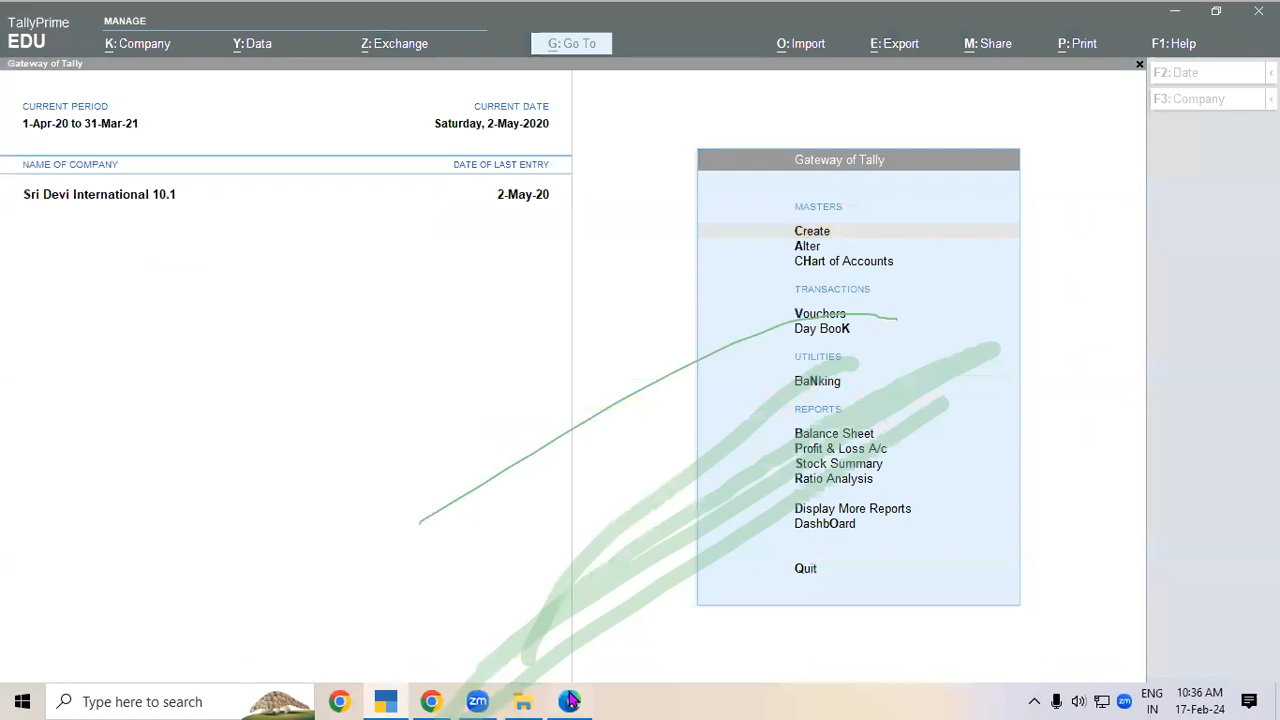 TallyPrime
EDU
MANAGE
K: Company
Y: Data
Z: Exchange
G: Go To
O: Import
E: Export
M: Share
P: Print
F1: Help
Gateway of Tally
F2: Date
F3: Company
CURRENT PERIOD
CURRENT DATE
1-Apr-20 to 31-Mar-21
Saturday, 2-May-2020
NAME OF COMPANY
DATE OF LAST ENTRY
Sri Devi International 10.1
2-May-20
Gateway of Tally
MASTERS
Create
Alter
CHart of Accounts
TRANSACTIONS
Vouchers
Day BooK
UTILITIES
BaNking
REPORTS
Balance Sheet
Profit & Loss A/c
Stock Summary
Ratio Analysis
Display More Reports
DashbOard
Quit
Type here to search
zm
zm
ENG
IN
10:36 AM
17-Feb-24